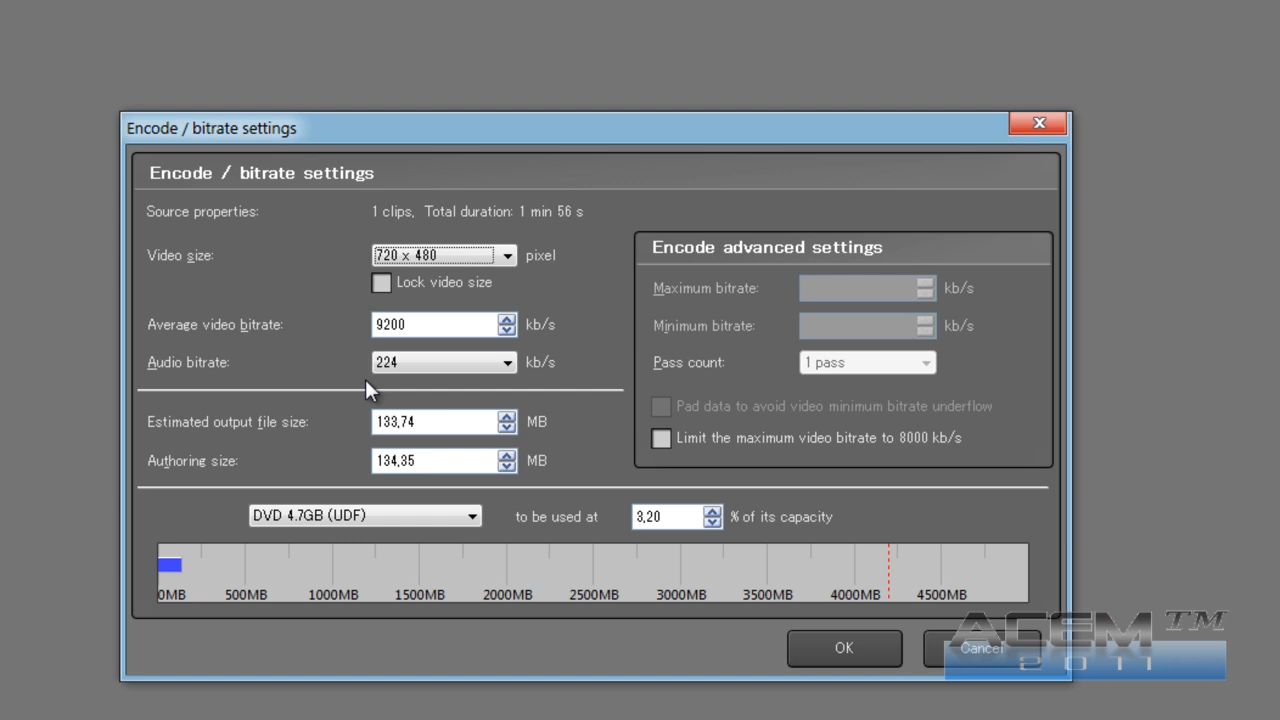 Encode / bitrate settings
Encode / bitrate settings
Source properties: 1 clips, Total duration: 1 min 56 s
Video size: 720 x 480 pixel
Lock video size
Average video bitrate: 9200 kb/s
Audio bitrate: 224 kb/s
Estimated output file size: 133,74 MB
Authoring size: 134,35 MB
Encode advanced settings
Maximum bitrate: kb/s
Minimum bitrate: kb/s
Pass count: 1 pass
Pad data to avoid video minimum bitrate underflow
Limit the maximum video bitrate to 8000 kb/s
DVD 4.7GB (UDF) to be used at 3,20 % of its capacity
0MB 500MB 1000MB 1500MB 2000MB 2500MB 3000MB 3500MB 4000MB 4500MB
OK Cancel
ACEM™
2011